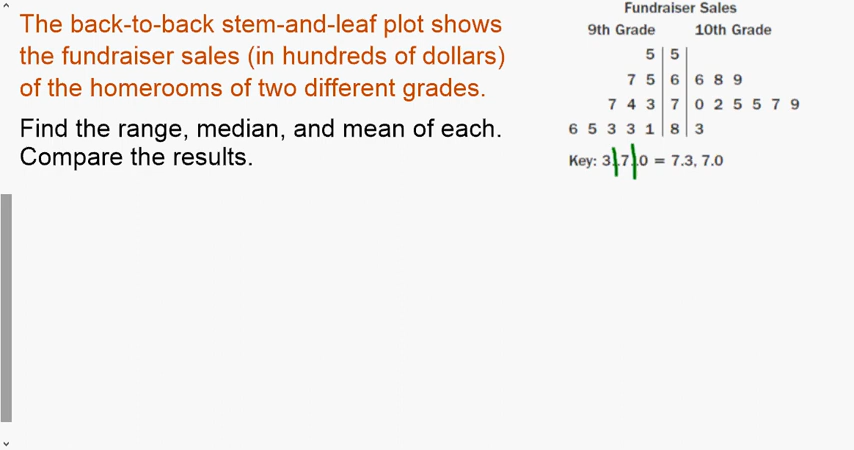 The back-to-back stem-and-leaf plot shows
the fundraiser sales (in hundreds of dollars)
of the homerooms of two different grades.
Find the range, median, and mean of each.
Compare the results.
Fundraiser Sales
9th Grade 10th Grade
5 | 5 |
7 5 | 6 | 6 8 9
7 4 3 | 7 | 0 2 5 5 7 9
6 5 3 3 1 | 8 | 3
Key: 3|7|0 = 7.3, 7.0